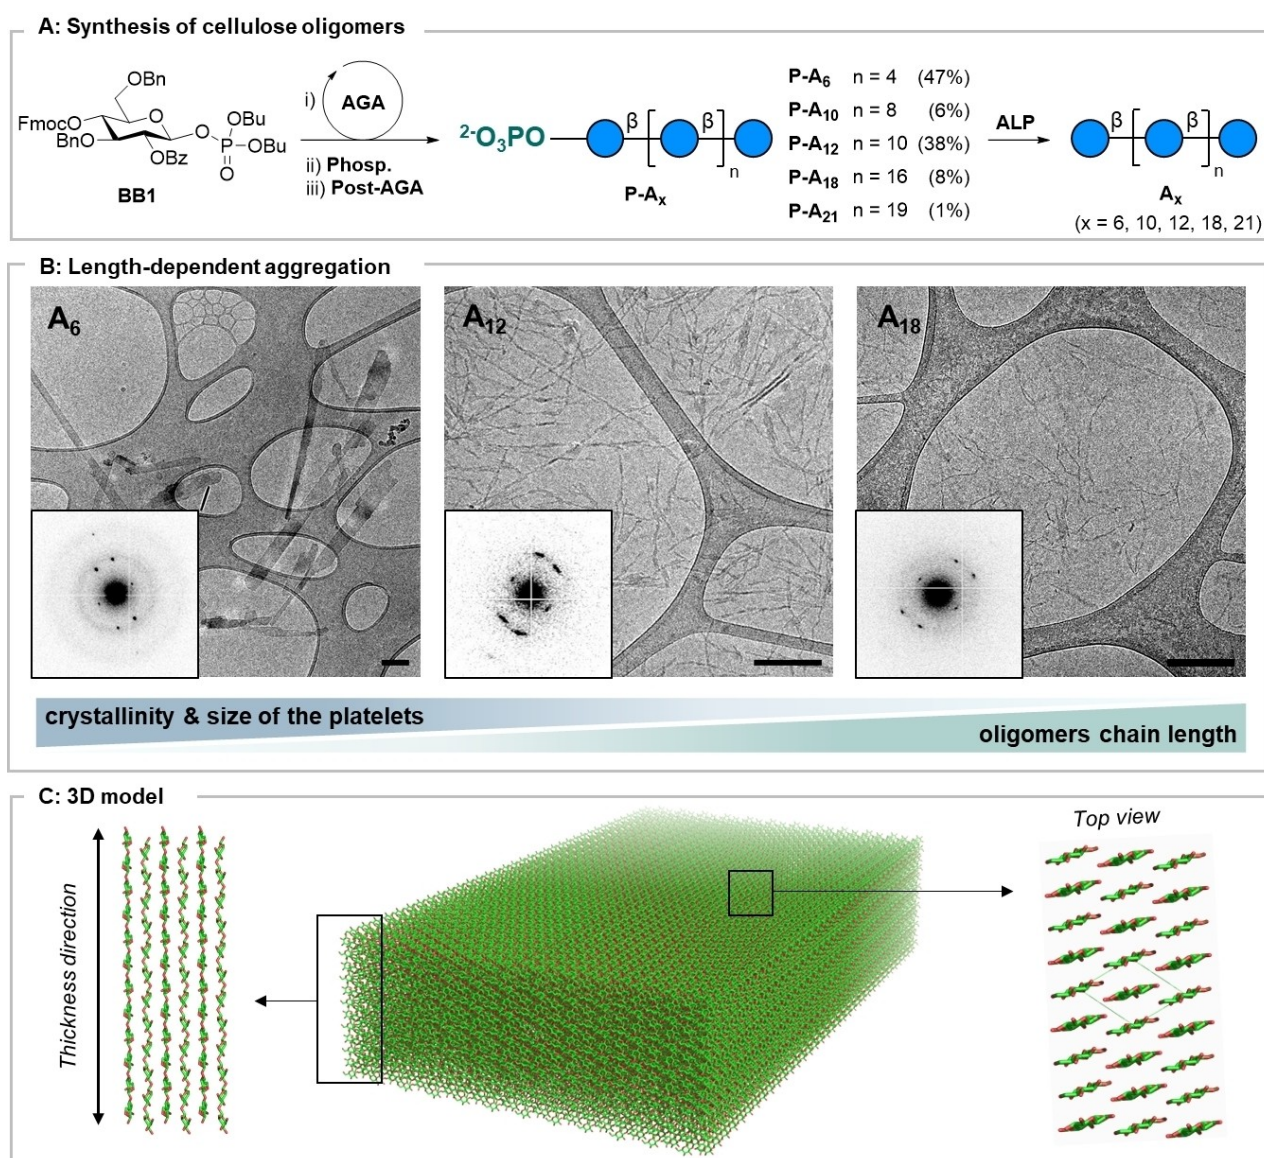 A: Synthesis of cellulose oligomers
OBn
FmocO
BnO
O
OBz
O
P
OBu
OBu
O
BB1
i) AGA
ii) Phosp.
iii) Post-AGA
²⁻O₃PO
β
β
n
P-Aₓ
P-A₆ n = 4 (47%)
P-A₁₀ n = 8 (6%)
P-A₁₂ n = 10 (38%)
P-A₁₈ n = 16 (8%)
P-A₂₁ n = 19 (1%)
ALP
β
β
n
Aₓ
(x = 6, 10, 12, 18, 21)
B: Length-dependent aggregation
A₆
A₁₂
A₁₈
crystallinity & size of the platelets
oligomers chain length
C: 3D model
Thickness direction
Top view